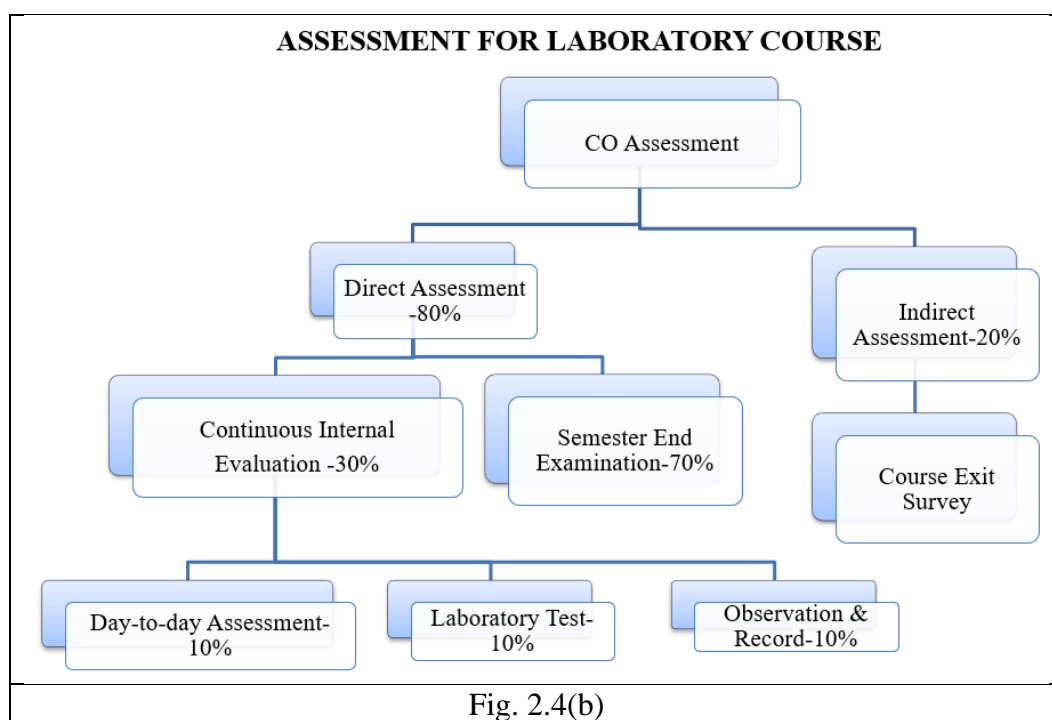 ASSESSMENT FOR LABORATORY COURSE
CO Assessment
Direct Assessment
-80%
Indirect
Assessment-20%
Continuous Internal
Evaluation -30%
Semester End
Examination-70%
Course Exit
Survey
Day-to-day Assessment-
10%
Laboratory Test-
10%
Observation &
Record-10%
Fig. 2.4(b)